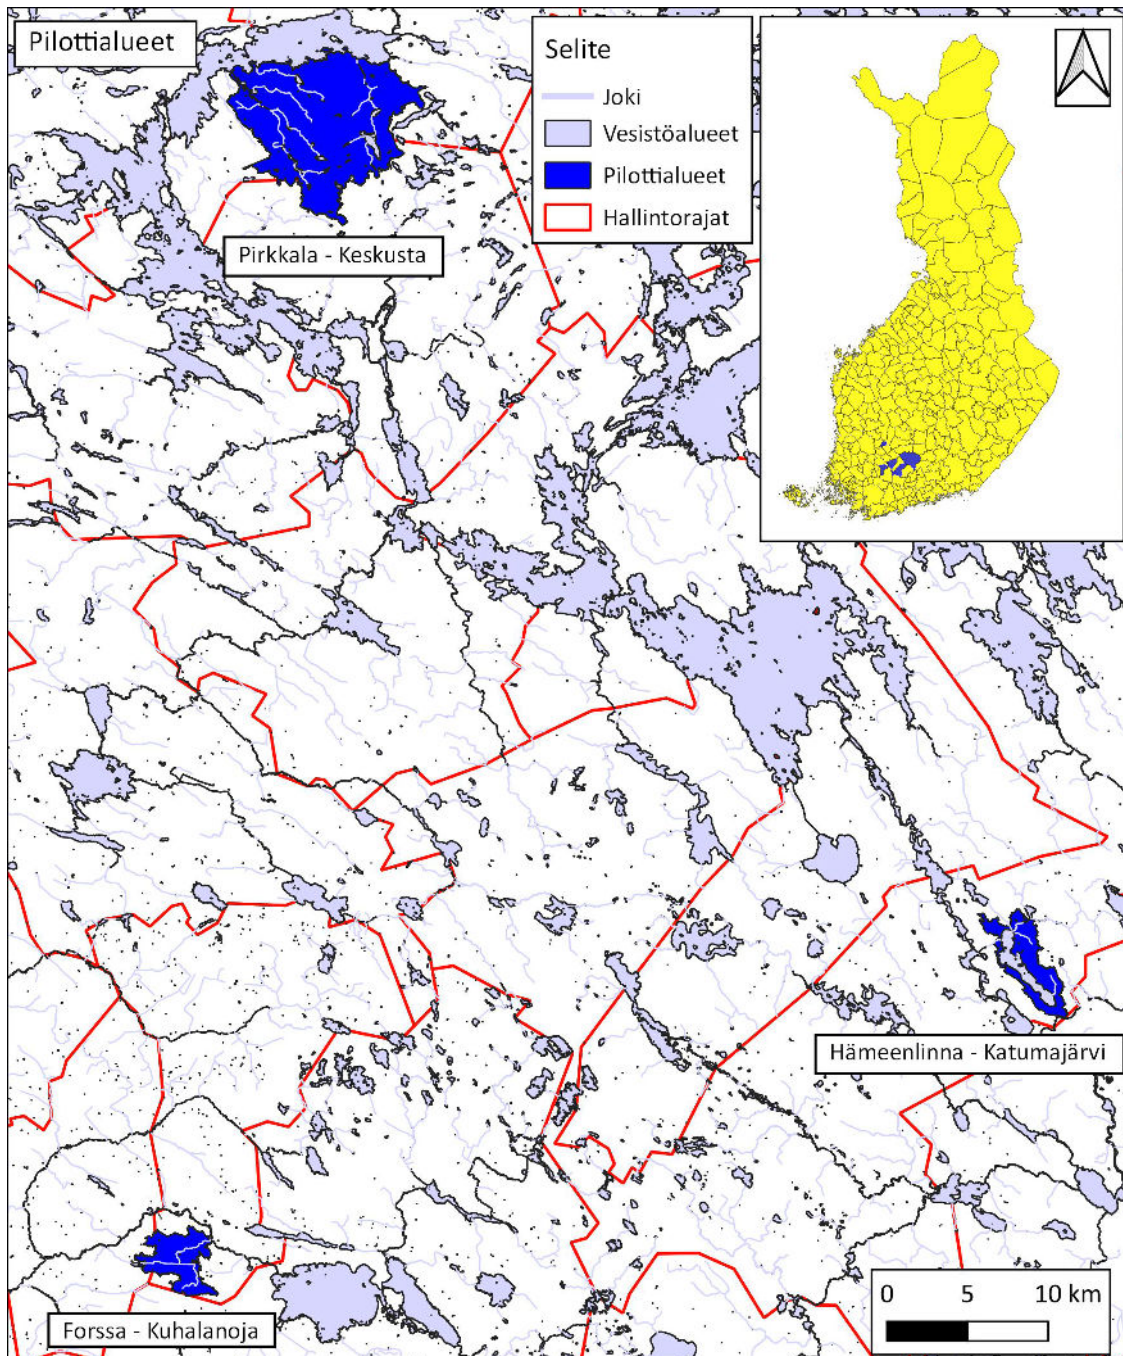 Pilottialueet
Selite
Joki
Vesistöalueet
Pilottialueet
Hallintorajat
Pirkkala - Keskusta
Hämeenlinna - Katumajärvi
Forssa - Kuhalanoja
0 5 10 km